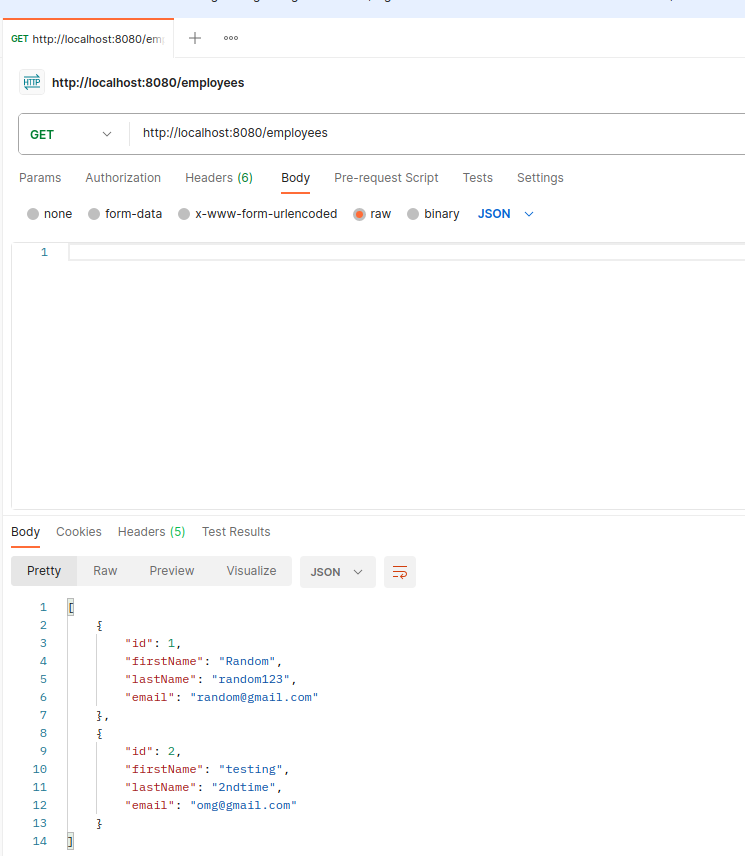 GET http://localhost:8080/em
HTTP http://localhost:8080/employees
GET http://localhost:8080/employees
Params Authorization Headers (6) Body Pre-request Script Tests Settings
none form-data x-www-form-urlencoded raw binary JSON
1
Body Cookies Headers (5) Test Results
Pretty Raw Preview Visualize JSON
1 [
2 {
3 "id": 1,
4 "firstName": "Random",
5 "lastName": "random123",
6 "email": "random@gmail.com"
7 },
8 {
9 "id": 2,
10 "firstName": "testing",
11 "lastName": "2ndtime",
12 "email": "omg@gmail.com"
13 }
14 ]